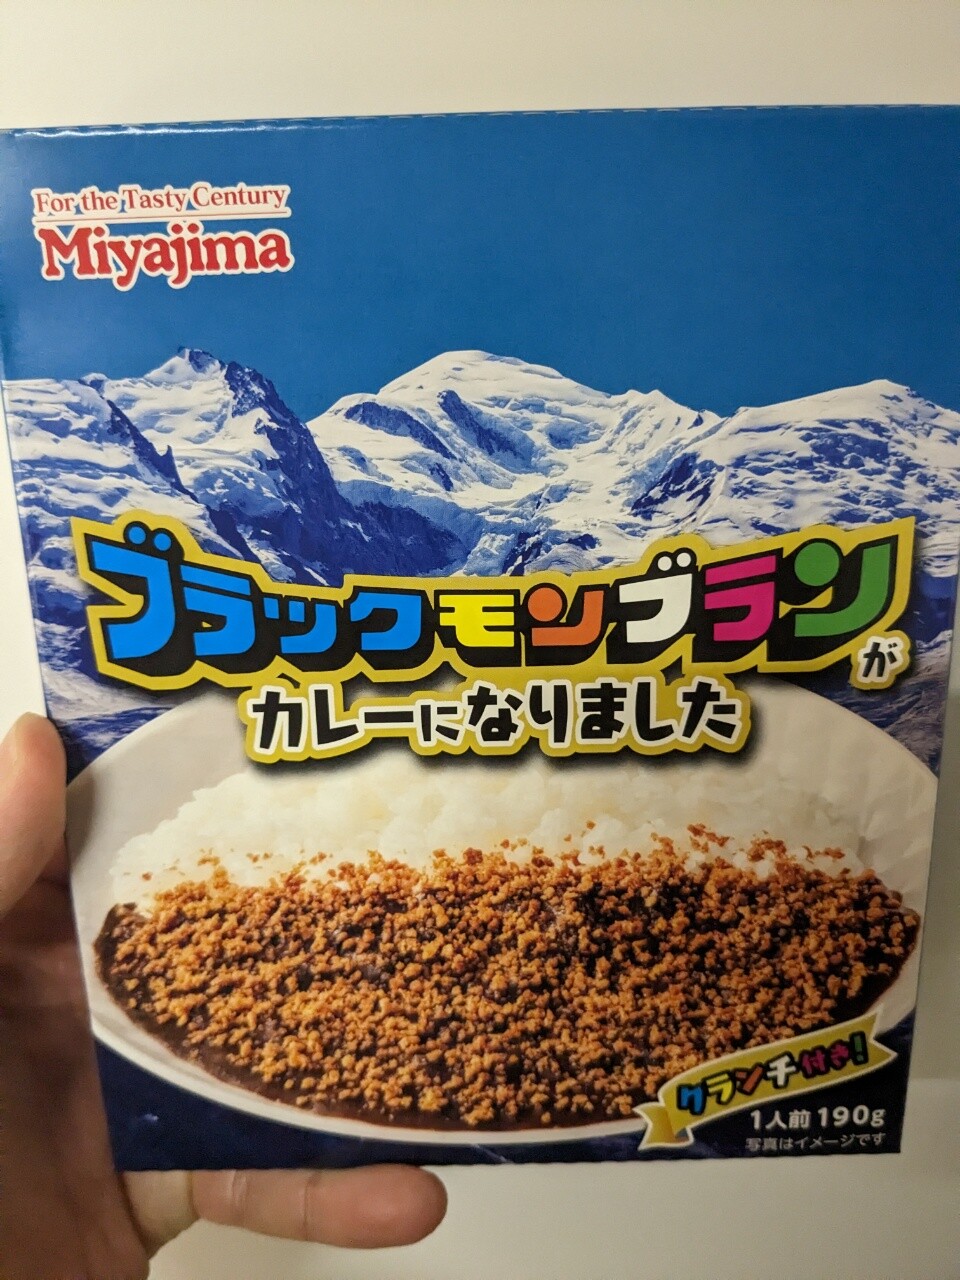 For the Tasty Century
Miyajima
ブラックモンブランが
カレーになりました
クランチ付き!
1人前 190g
写真はイメージです